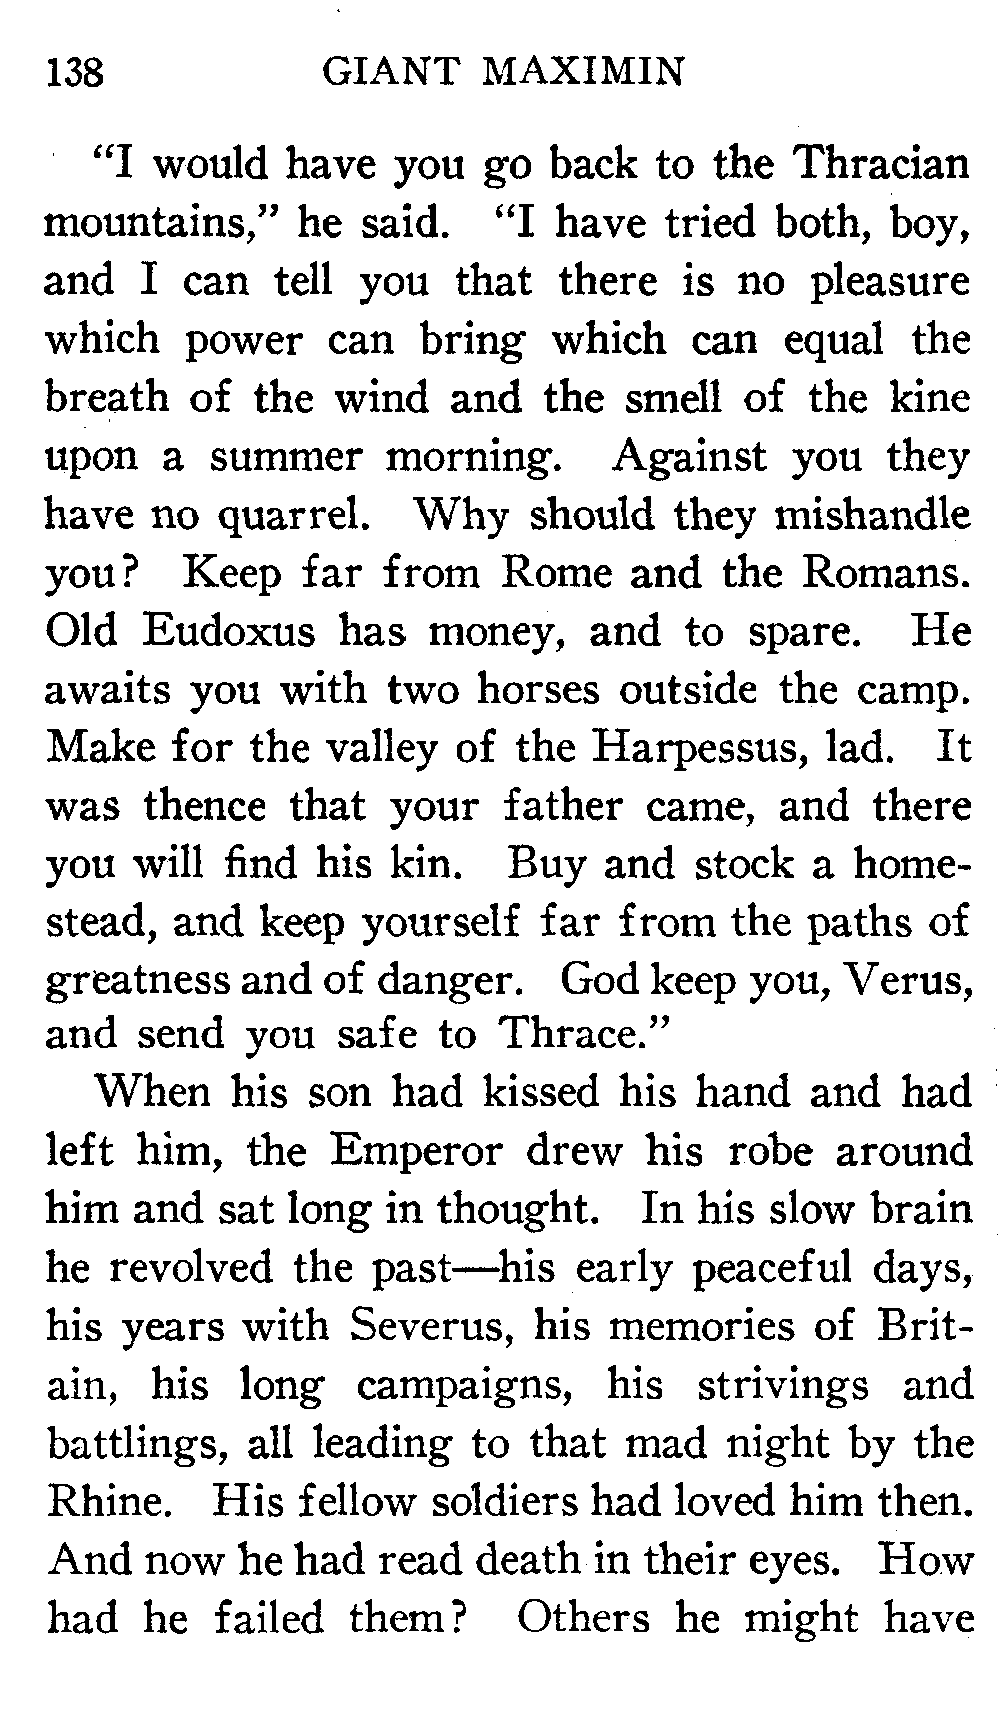 138 GIANT MAXIMIN
“I would have you go back to the Thracian
mountains,” he said. “I have tried both, boy,
and I can tell you that there is no pleasure
which power can bring which can equal the
breath of the wind and the smell of the kine
upon a summer morning. Against you they
have no quarrel. Why should they mishandle
you? Keep far from Rome and the Romans.
Old Eudoxus has money, and to spare. He
awaits you with two horses outside the camp.
Make for the valley of the Harpessus, lad. It
was thence that your father came, and there
you will find his kin. Buy and stock a home-
stead, and keep yourself far from the paths of
greatness and of danger. God keep you, Verus,
and send you safe to Thrace.”
When his son had kissed his hand and had
left him, the Emperor drew his robe around
him and sat long in thought. In his slow brain
he revolved the past—his early peaceful days,
his years with Severus, his memories of Brit-
ain, his long campaigns, his strivings and
battlings, all leading to that mad night by the
Rhine. His fellow soldiers had loved him then.
And now he had read death in their eyes. How
had he failed them? Others he might have